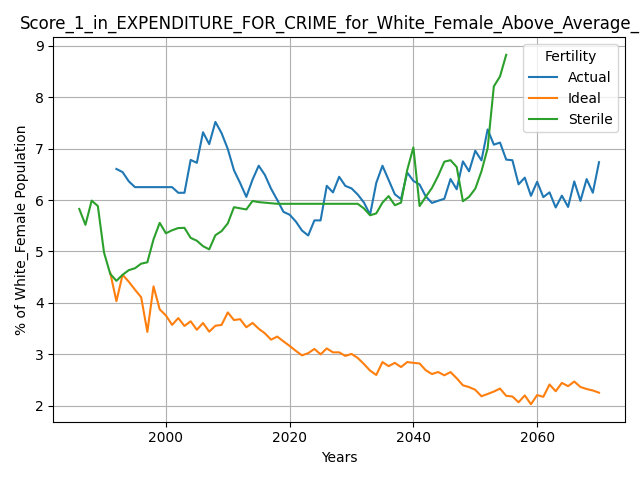 Score_1_in_EXPENDITURE_FOR_CRIME_for_White_Female_Above_Average_
Fertility
Actual
Ideal
Sterile
% of White_Female Population
9
8
7
6
5
4
3
2
2000 2020 2040 2060
Years